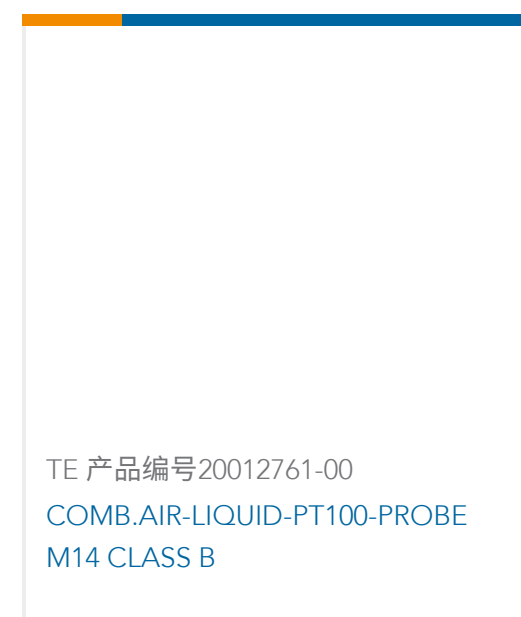 TE 产品编号20012761-00
COMB.AIR-LIQUID-PT100-PROBE
M14 CLASS B